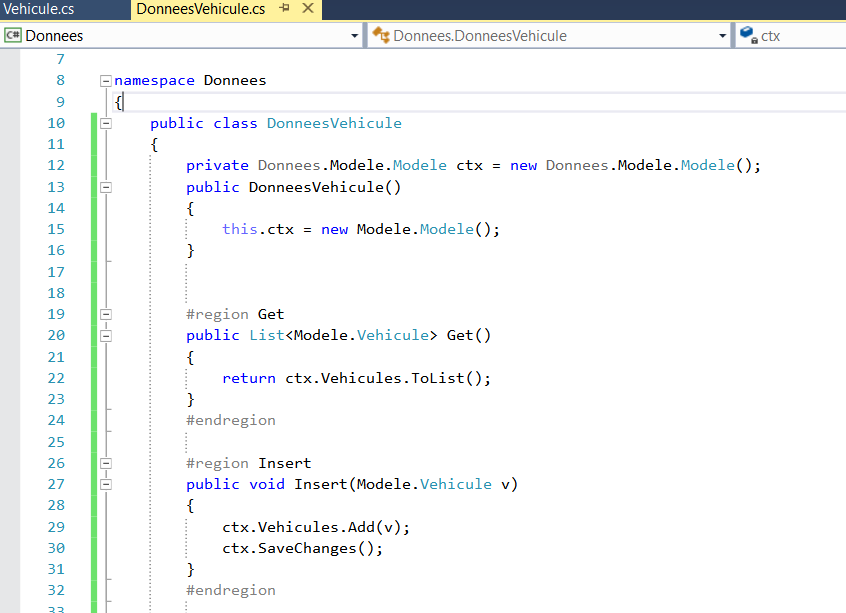 Vehicule.cs DonneesVehicule.cs
C# Donnees Donnees.DonneesVehicule ctx
7
8 namespace Donnees
9 {
10 public class DonneesVehicule
11 {
12 private Donnees.Modele.Modele ctx = new Donnees.Modele.Modele();
13 public DonneesVehicule()
14 {
15 this.ctx = new Modele.Modele();
16 }
17
18
19 #region Get
20 public List<Modele.Vehicule> Get()
21 {
22 return ctx.Vehicules.ToList();
23 }
24 #endregion
25
26 #region Insert
27 public void Insert(Modele.Vehicule v)
28 {
29 ctx.Vehicules.Add(v);
30 ctx.SaveChanges();
31 }
32 #endregion
33